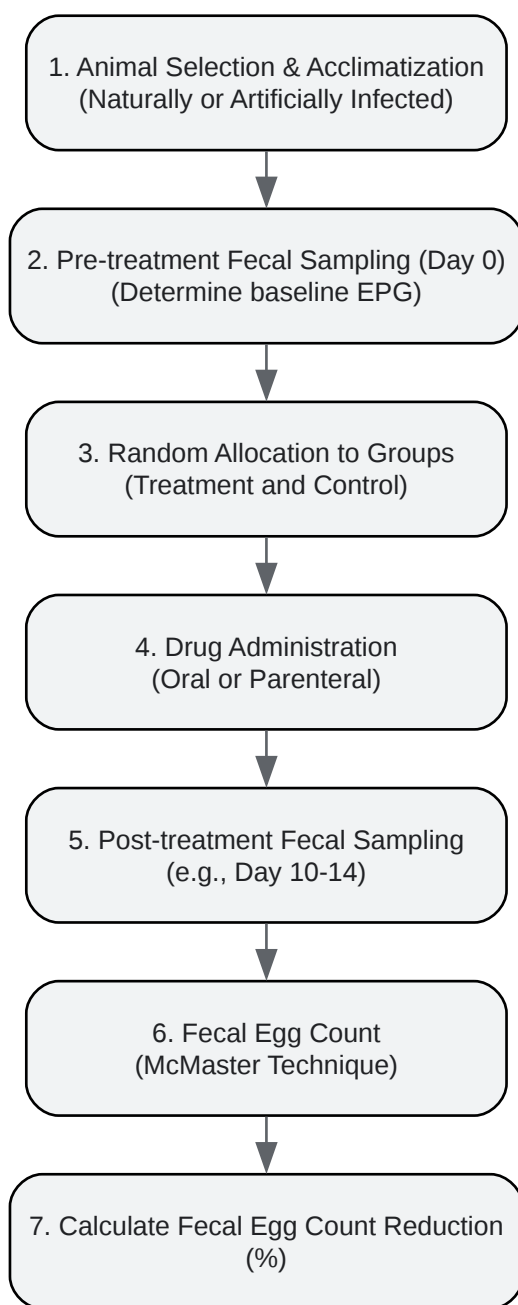 1. Animal Selection & Acclimatization
(Naturally or Artificially Infected)
2. Pre-treatment Fecal Sampling (Day 0)
(Determine baseline EPG)
3. Random Allocation to Groups
(Treatment and Control)
4. Drug Administration
(Oral or Parenteral)
5. Post-treatment Fecal Sampling
(e.g., Day 10-14)
6. Fecal Egg Count
(McMaster Technique)
7. Calculate Fecal Egg Count Reduction
(%)